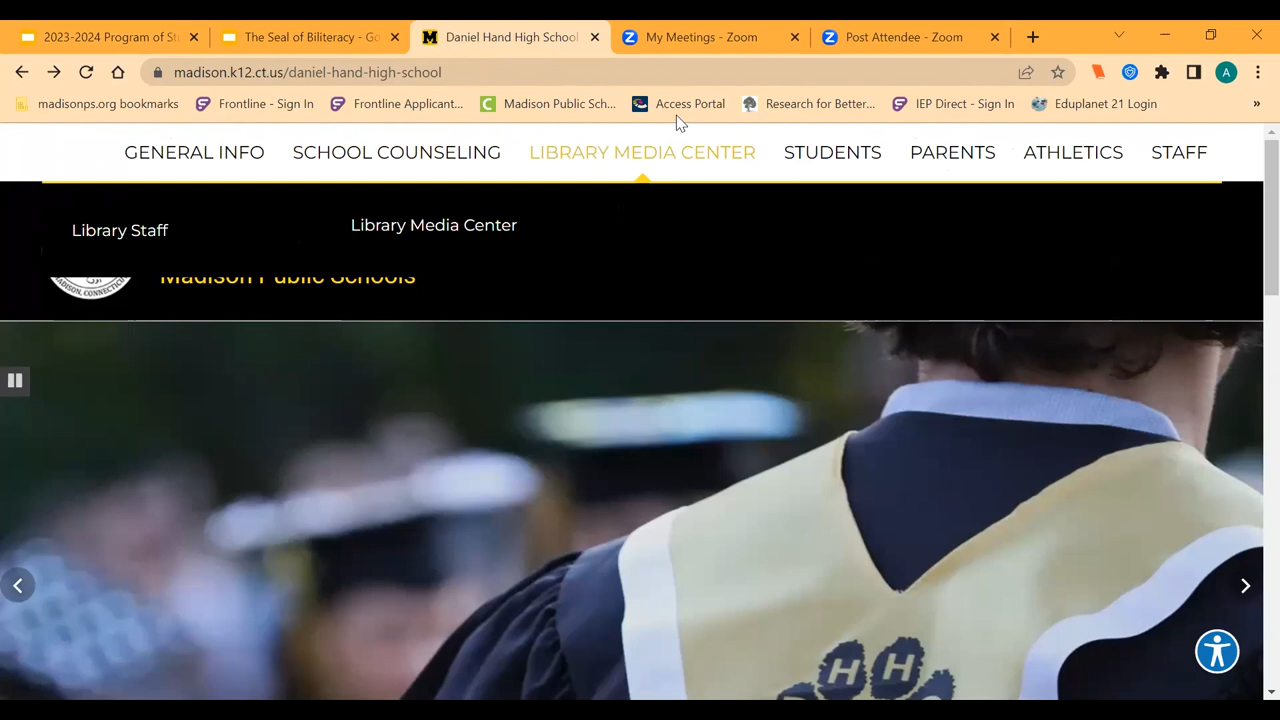 2023-2024 Program of Stu
The Seal of Biliteracy - Go
Daniel Hand High School
My Meetings - Zoom
Post Attendee - Zoom
madison.k12.ct.us/daniel-hand-high-school
A
madisonps.org bookmarks
Frontline - Sign In
Frontline Applicant...
Madison Public Sch...
Access Portal
Research for Better...
IEP Direct - Sign In
Eduplanet 21 Login
»
GENERAL INFO
SCHOOL COUNSELING
LIBRARY MEDIA CENTER
STUDENTS
PARENTS
ATHLETICS
STAFF
Library Staff
Library Media Center
MADISON, CONNECTICUT
Madison Public Schools
H H